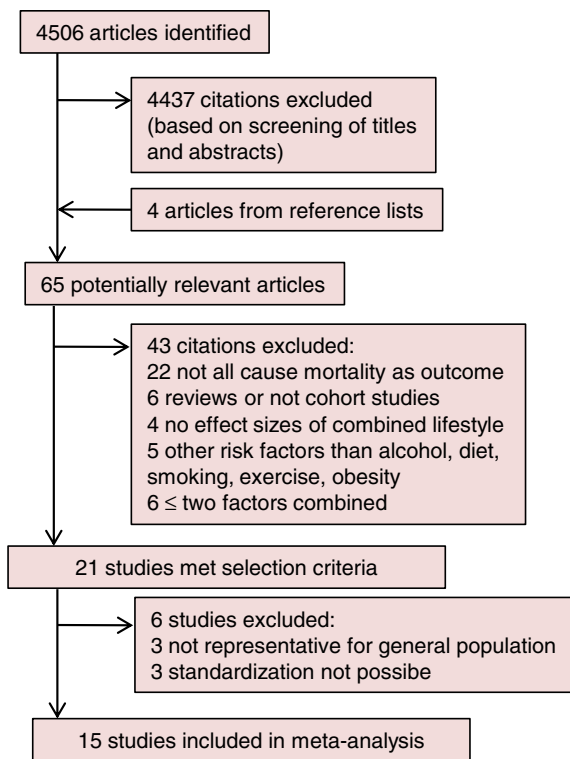 4506 articles identified
4437 citations excluded
(based on screening of titles
and abstracts)
4 articles from reference lists
65 potentially relevant articles
43 citations excluded:
22 not all cause mortality as outcome
6 reviews or not cohort studies
4 no effect sizes of combined lifestyle
5 other risk factors than alcohol, diet,
smoking, exercise, obesity
6 ≤ two factors combined
21 studies met selection criteria
6 studies excluded:
3 not representative for general population
3 standardization not possibe
15 studies included in meta-analysis